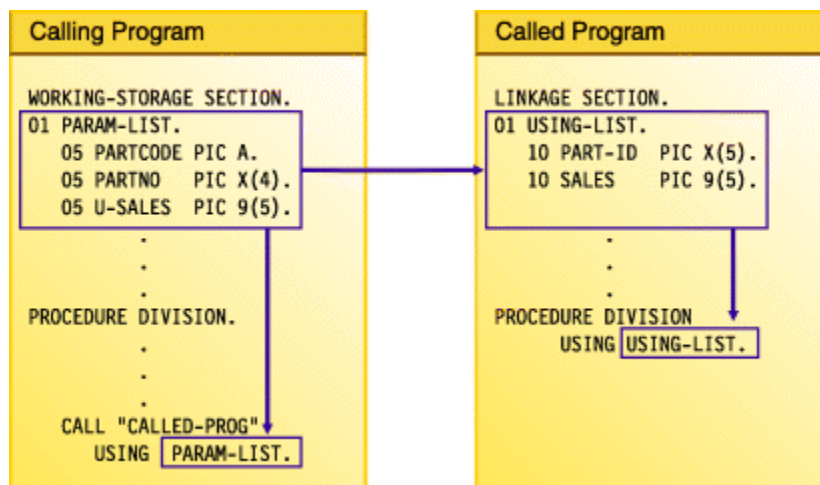 Calling Program
WORKING-STORAGE SECTION.
01 PARAM-LIST.
05 PARTCODE PIC A.
05 PARTNO PIC X(4).
05 U-SALES PIC 9(5).
.
.
.
PROCEDURE DIVISION.
.
.
.
CALL "CALLED-PROG"
USING PARAM-LIST.
Called Program
LINKAGE SECTION.
01 USING-LIST.
10 PART-ID PIC X(5).
10 SALES PIC 9(5).
.
.
.
PROCEDURE DIVISION
USING USING-LIST.